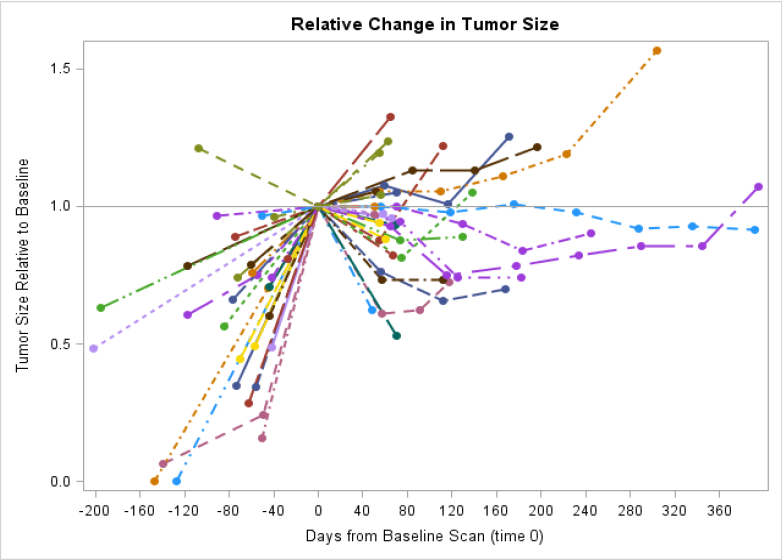 Relative Change in Tumor Size
Tumor Size Relative to Baseline
1.5
1.0
0.5
0.0
-200 -160 -120 -80 -40 0 40 80 120 160 200 240 280 320 360
Days from Baseline Scan (time 0)